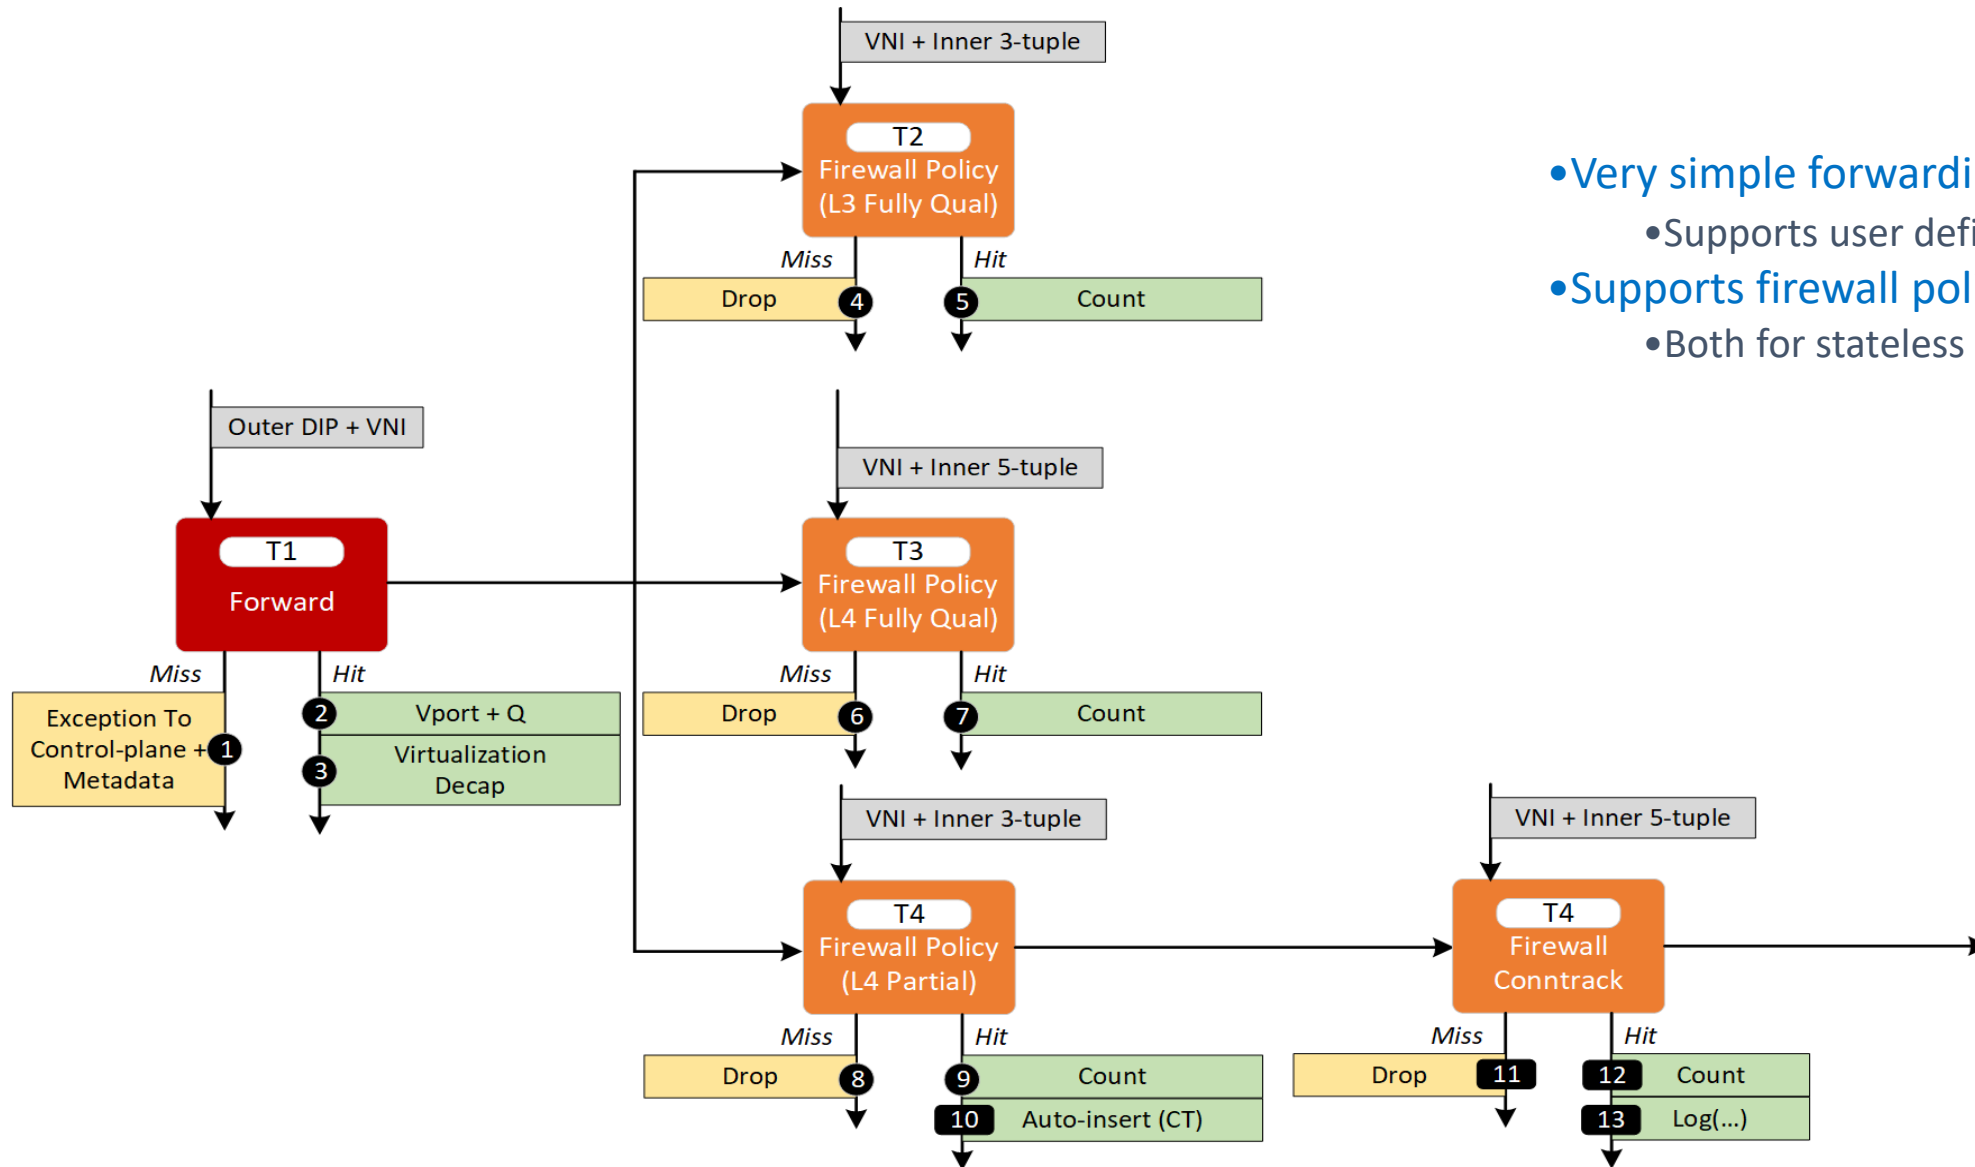 VNI + Inner 3-tuple
T2
Firewall Policy
(L3 Fully Qual)
Miss
Hit
Drop
4
5
Count
•Very simple forwardi
•Supports user defi
•Supports firewall pol
•Both for stateless
Outer DIP + VNI
T1
Forward
Miss
Hit
Exception To
Control-plane +
Metadata
1
2
Vport + Q
3
Virtualization
Decap
VNI + Inner 5-tuple
T3
Firewall Policy
(L4 Fully Qual)
Miss
Hit
Drop
6
7
Count
VNI + Inner 3-tuple
T4
Firewall Policy
(L4 Partial)
Miss
Hit
Drop
8
9
Count
10
Auto-insert (CT)
VNI + Inner 5-tuple
T4
Firewall
Conntrack
Miss
Hit
Drop
11
12
Count
13
Log(...)